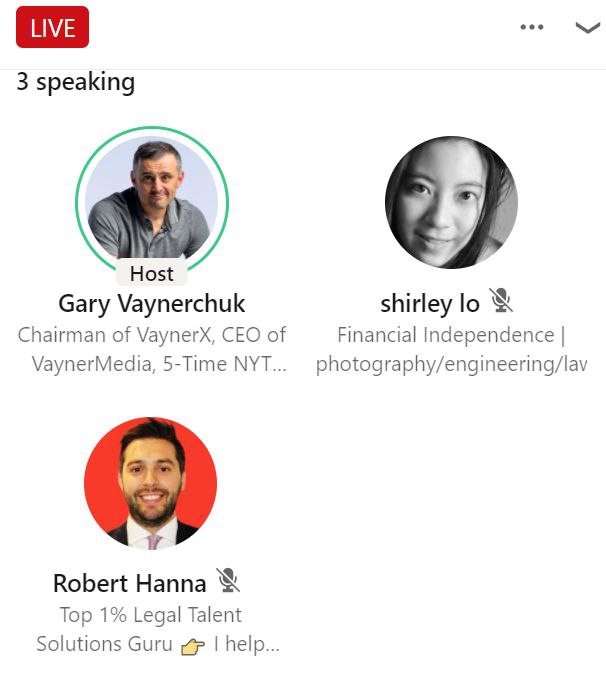 LIVE
3 speaking
Host
Gary Vaynerchuk
Chairman of VaynerX, CEO of
VaynerMedia, 5-Time NYT...
shirley lo
Financial Independence |
photography/engineering/law
Robert Hanna
Top 1% Legal Talent
Solutions Guru 👉 I help...